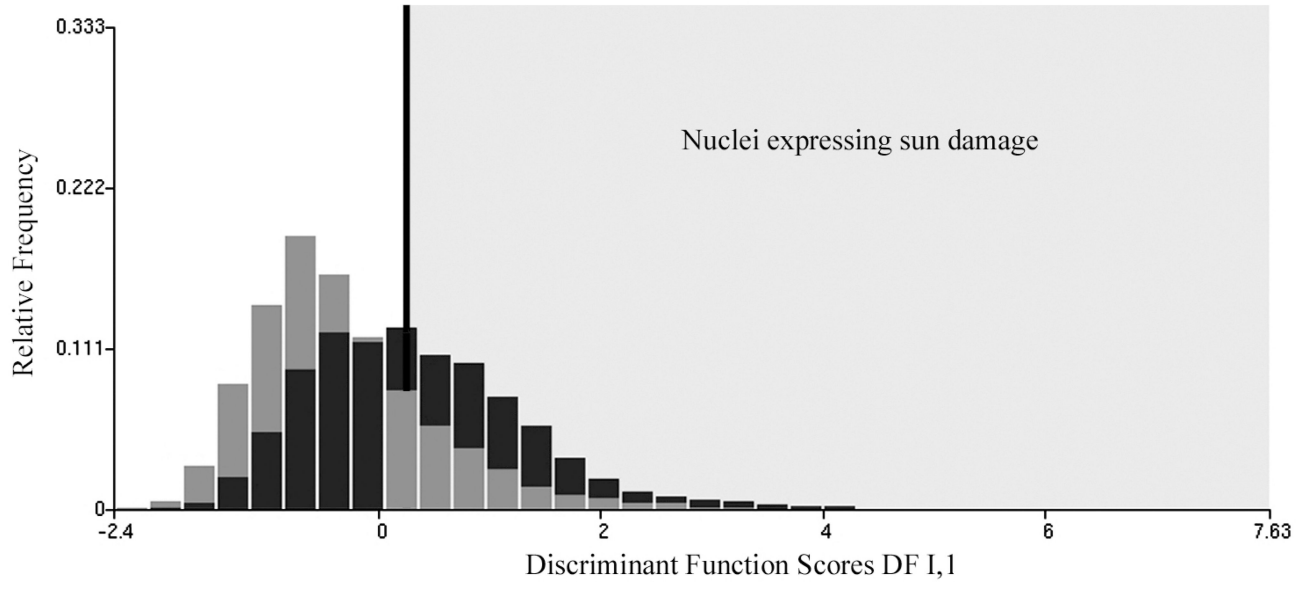 0.333
0.222
0.111
0
Relative Frequency
Nuclei expressing sun damage
-2.4 0 2 4 6 7.63
Discriminant Function Scores DF I,1